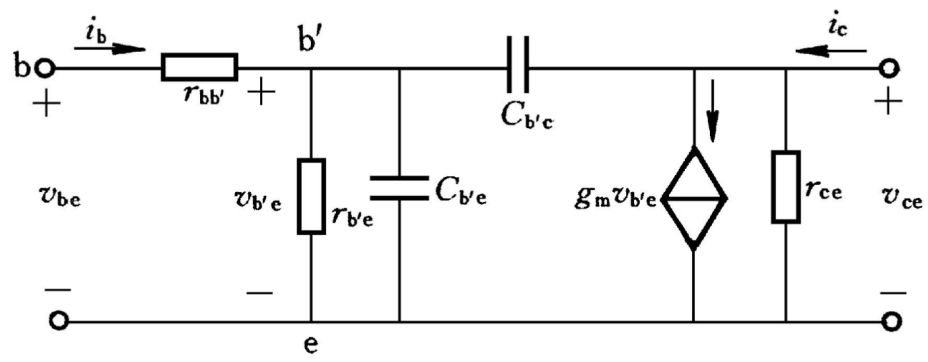 i_b
b′
i_c
b
+
r_bb′
+
C_b′c
+
v_be
v_b′e
r_b′e
C_b′e
g_m v_b′e
r_ce
v_ce
−
−
−
e